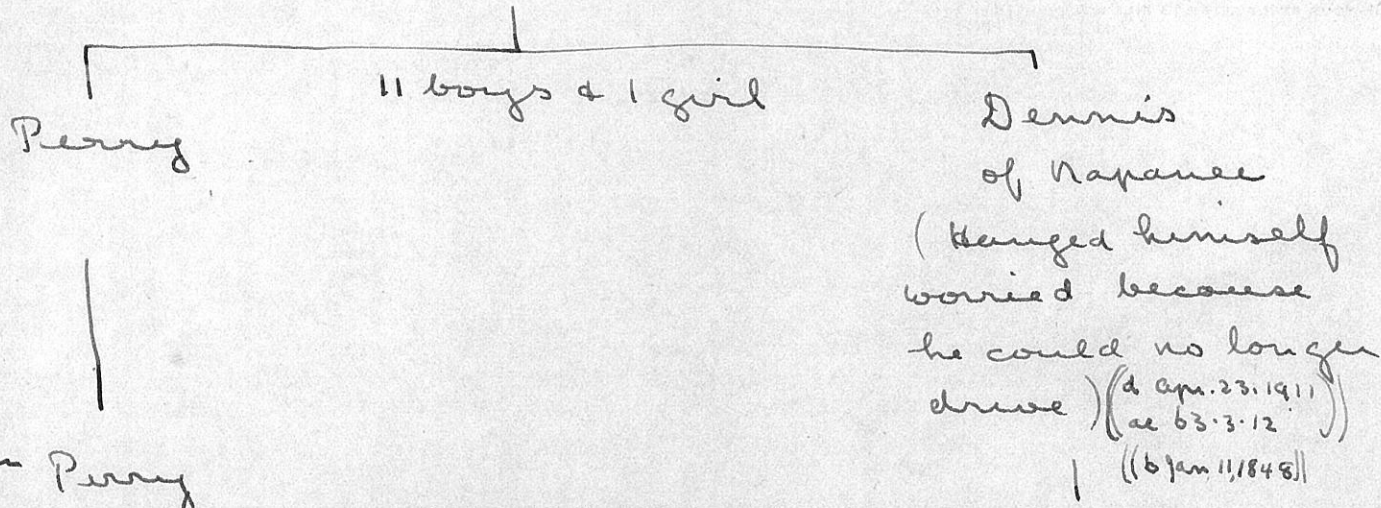 11 boys & 1 girl
Perry
Dennis
of Napanee
(Hanged himself
worried because
he could no longer
drive) ((d Apr. 23. 1911
ae 63.3.12))
((b Jan 11, 1848))
Perry